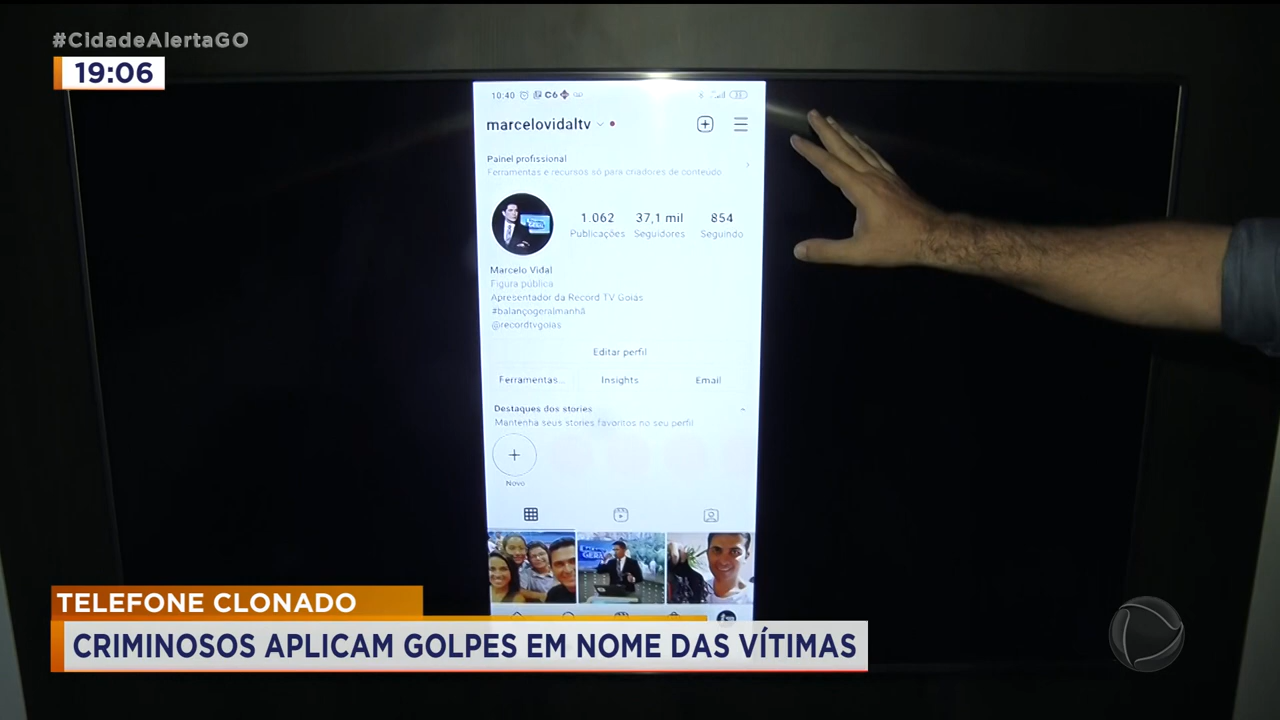 #CidadeAlertaGO
19:06
10:40 C6
marcelovidaltv
Painel profissional
Ferramentas e recursos só para criadores de conteúdo
1.062 37,1 mil 854
Publicações Seguidores Seguindo
Marcelo Vidal
Figura pública
Apresentador da Record TV Goiás
#balançogeralmanhã
@recordtvgoias
Editar perfil
Ferramentas... Insights Email
Destaques dos stories
Mantenha seus stories favoritos no seu perfil
Novo
TELEFONE CLONADO
CRIMINOSOS APLICAM GOLPES EM NOME DAS VÍTIMAS